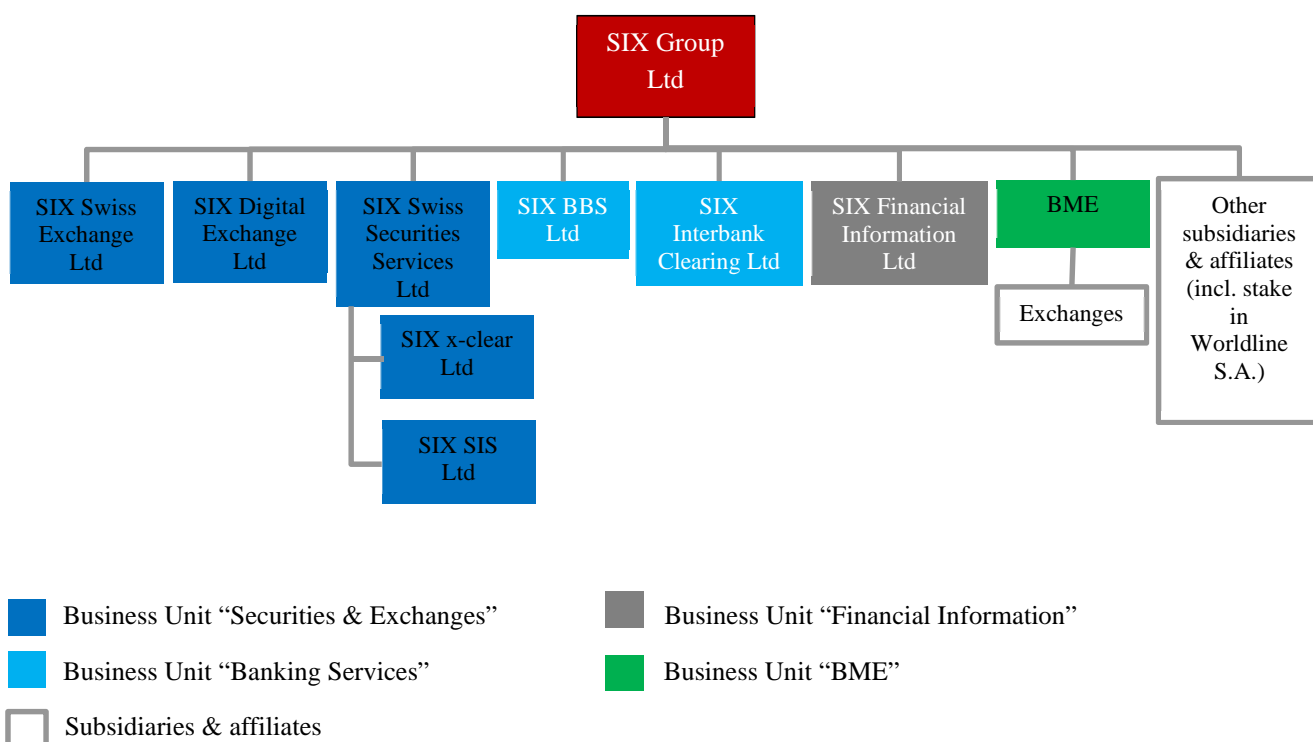 SIX Group
Ltd
SIX Swiss
Exchange
Ltd
SIX Digital
Exchange
Ltd
SIX Swiss
Securities
Services
Ltd
SIX BBS
Ltd
SIX
Interbank
Clearing Ltd
SIX Financial
Information
Ltd
BME
Other
subsidiaries
& affiliates
(incl. stake
in
Worldline
S.A.)
Exchanges
SIX x-clear
Ltd
SIX SIS
Ltd
Business Unit “Securities & Exchanges”
Business Unit “Financial Information”
Business Unit “Banking Services”
Business Unit “BME”
Subsidiaries & affiliates